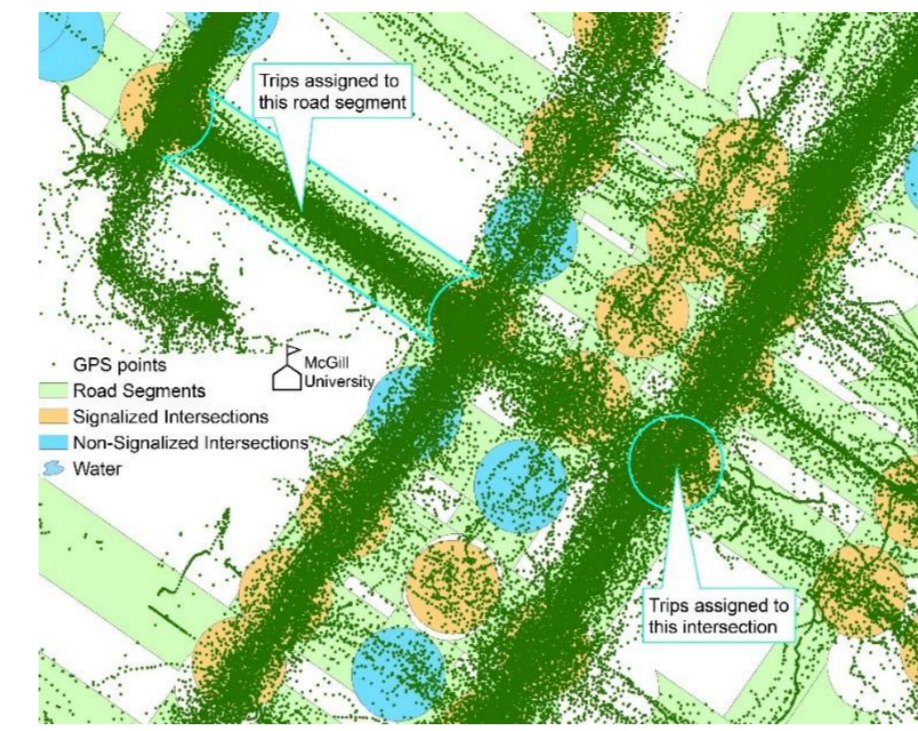 Trips assigned to
this road segment
GPS points
Road Segments
Signalized Intersections
Non-Signalized Intersections
Water
McGill
University
Trips assigned to
this intersection